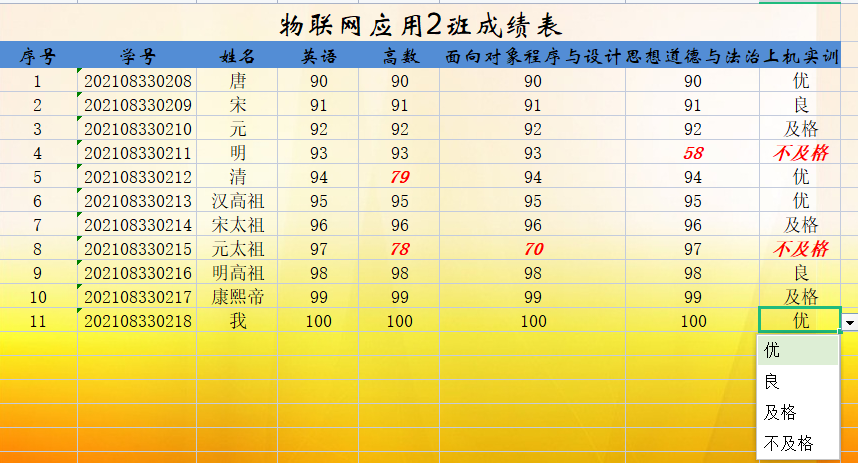 物联网应用2班成绩表
序号 学号 姓名 英语 高数 面向对象程序与设计 思想道德与法治 上机实训
1 202108330208 唐 90 90 90 90 优
2 202108330209 宋 91 91 91 91 良
3 202108330210 元 92 92 92 92 及格
4 202108330211 明 93 93 93 58 不及格
5 202108330212 清 94 79 94 94 优
6 202108330213 汉高祖 95 95 95 95 优
7 202108330214 宋太祖 96 96 96 96 及格
8 202108330215 元太祖 97 78 70 97 不及格
9 202108330216 明高祖 98 98 98 98 良
10 202108330217 康熙帝 99 99 99 99 及格
11 202108330218 我 100 100 100 100 优
优
良
及格
不及格